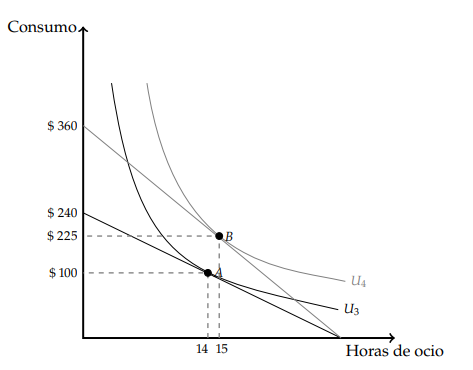 Consumo
$ 360
$ 240
$ 225
$ 100
B
A
U4
U3
14 15
Horas de ocio